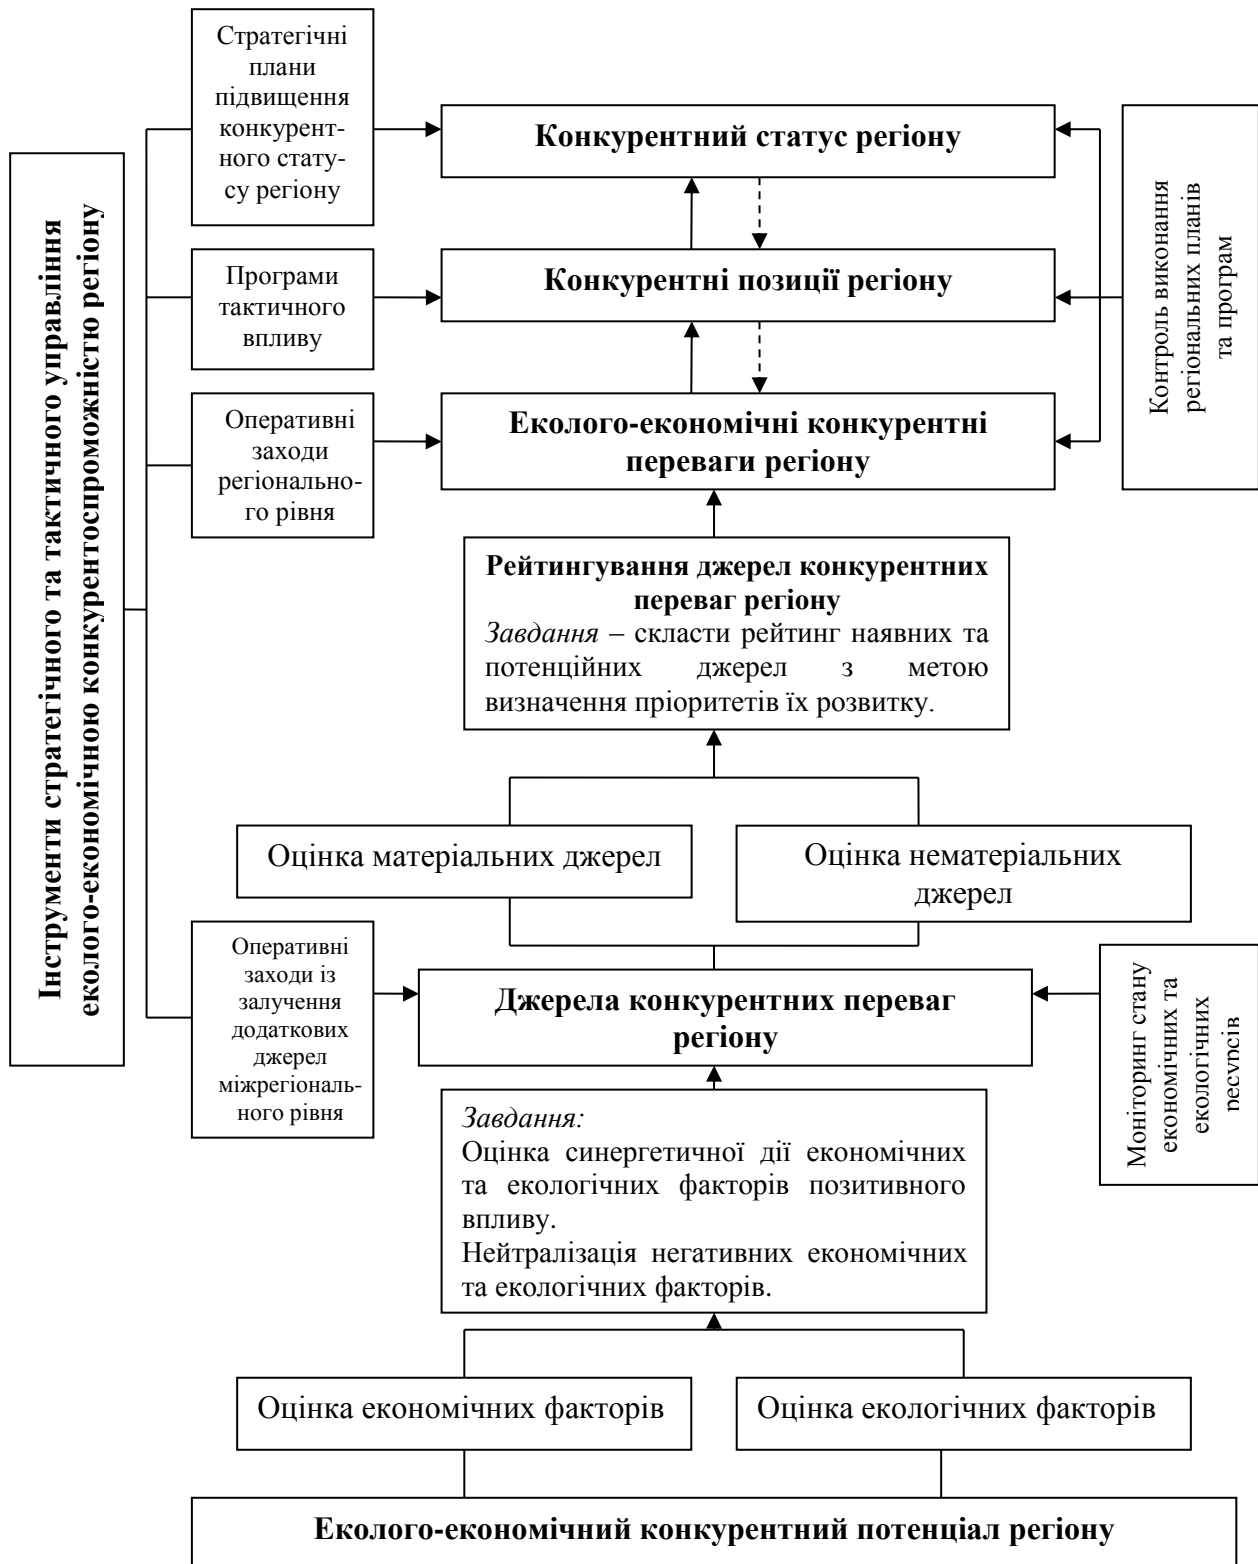 Стратегічні
плани
підвищення
конкурент-
ного стату-
су регіону
Конкурентний статус регіону
Інструменти стратегічного та тактичного управління
еколого-економічною конкурентоспроможністю регіону
Контроль виконання
регіональних планів
та програм
Програми
тактичного
впливу
Конкурентні позиції регіону
Оперативні
заходи
регіонально-
го рівня
Еколого-економічні конкурентні
переваги регіону
Рейтингування джерел конкурентних
переваг регіону
Завдання – скласти рейтинг наявних та
потенційних джерел з метою
визначення пріоритетів їх розвитку.
Оцінка матеріальних джерел
Оцінка нематеріальних
джерел
Оперативні
заходи із
залучення
додаткових
джерел
міжрегіональ-
ного рівня
Джерела конкурентних переваг
регіону
Моніторинг стану
економічних та
екологічних
ресурсів
Завдання:
Оцінка синергетичної дії економічних
та екологічних факторів позитивного
впливу.
Нейтралізація негативних економічних
та екологічних факторів.
Оцінка економічних факторів
Оцінка екологічних факторів
Еколого-економічний конкурентний потенціал регіону